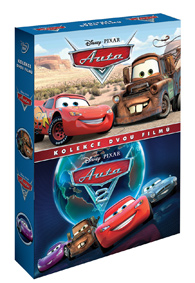 DISNEY PIXAR
Auta
KOLEKCE DVOU FILMŮ
DISNEY PIXAR
Auta
2